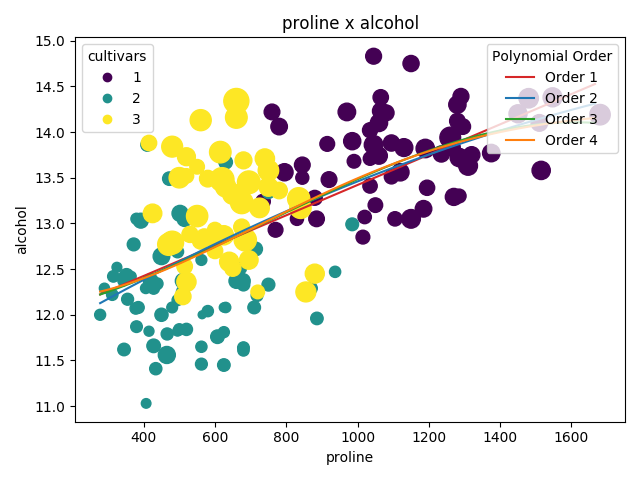 proline x alcohol
cultivars
1
2
3
Polynomial Order
Order 1
Order 2
Order 3
Order 4
alcohol
15.0
14.5
14.0
13.5
13.0
12.5
12.0
11.5
11.0
400 600 800 1000 1200 1400 1600
proline